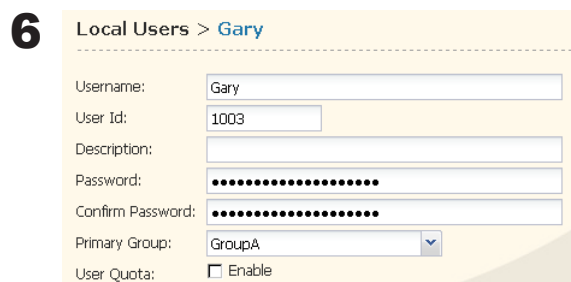 6
Local Users > Gary
Username: Gary
User Id: 1003
Description:
Password: ••••••••••••••••••••
Confirm Password: ••••••••••••••••••••
Primary Group: GroupA
User Quota: Enable